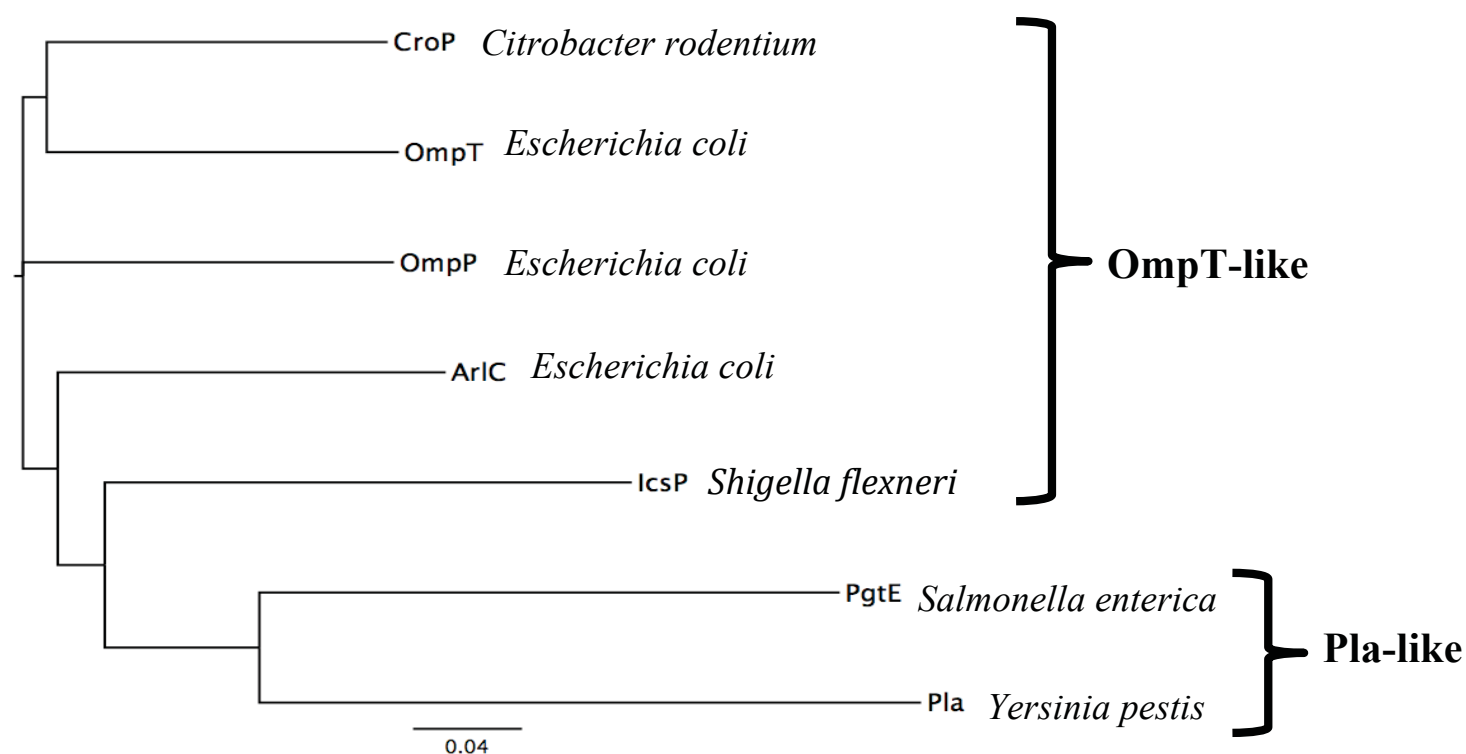 CroP Citrobacter rodentium
OmpT Escherichia coli
OmpP Escherichia coli
OmpT-like
ArlC Escherichia coli
IcsP Shigella flexneri
PgtE Salmonella enterica
Pla-like
Pla Yersinia pestis
0.04